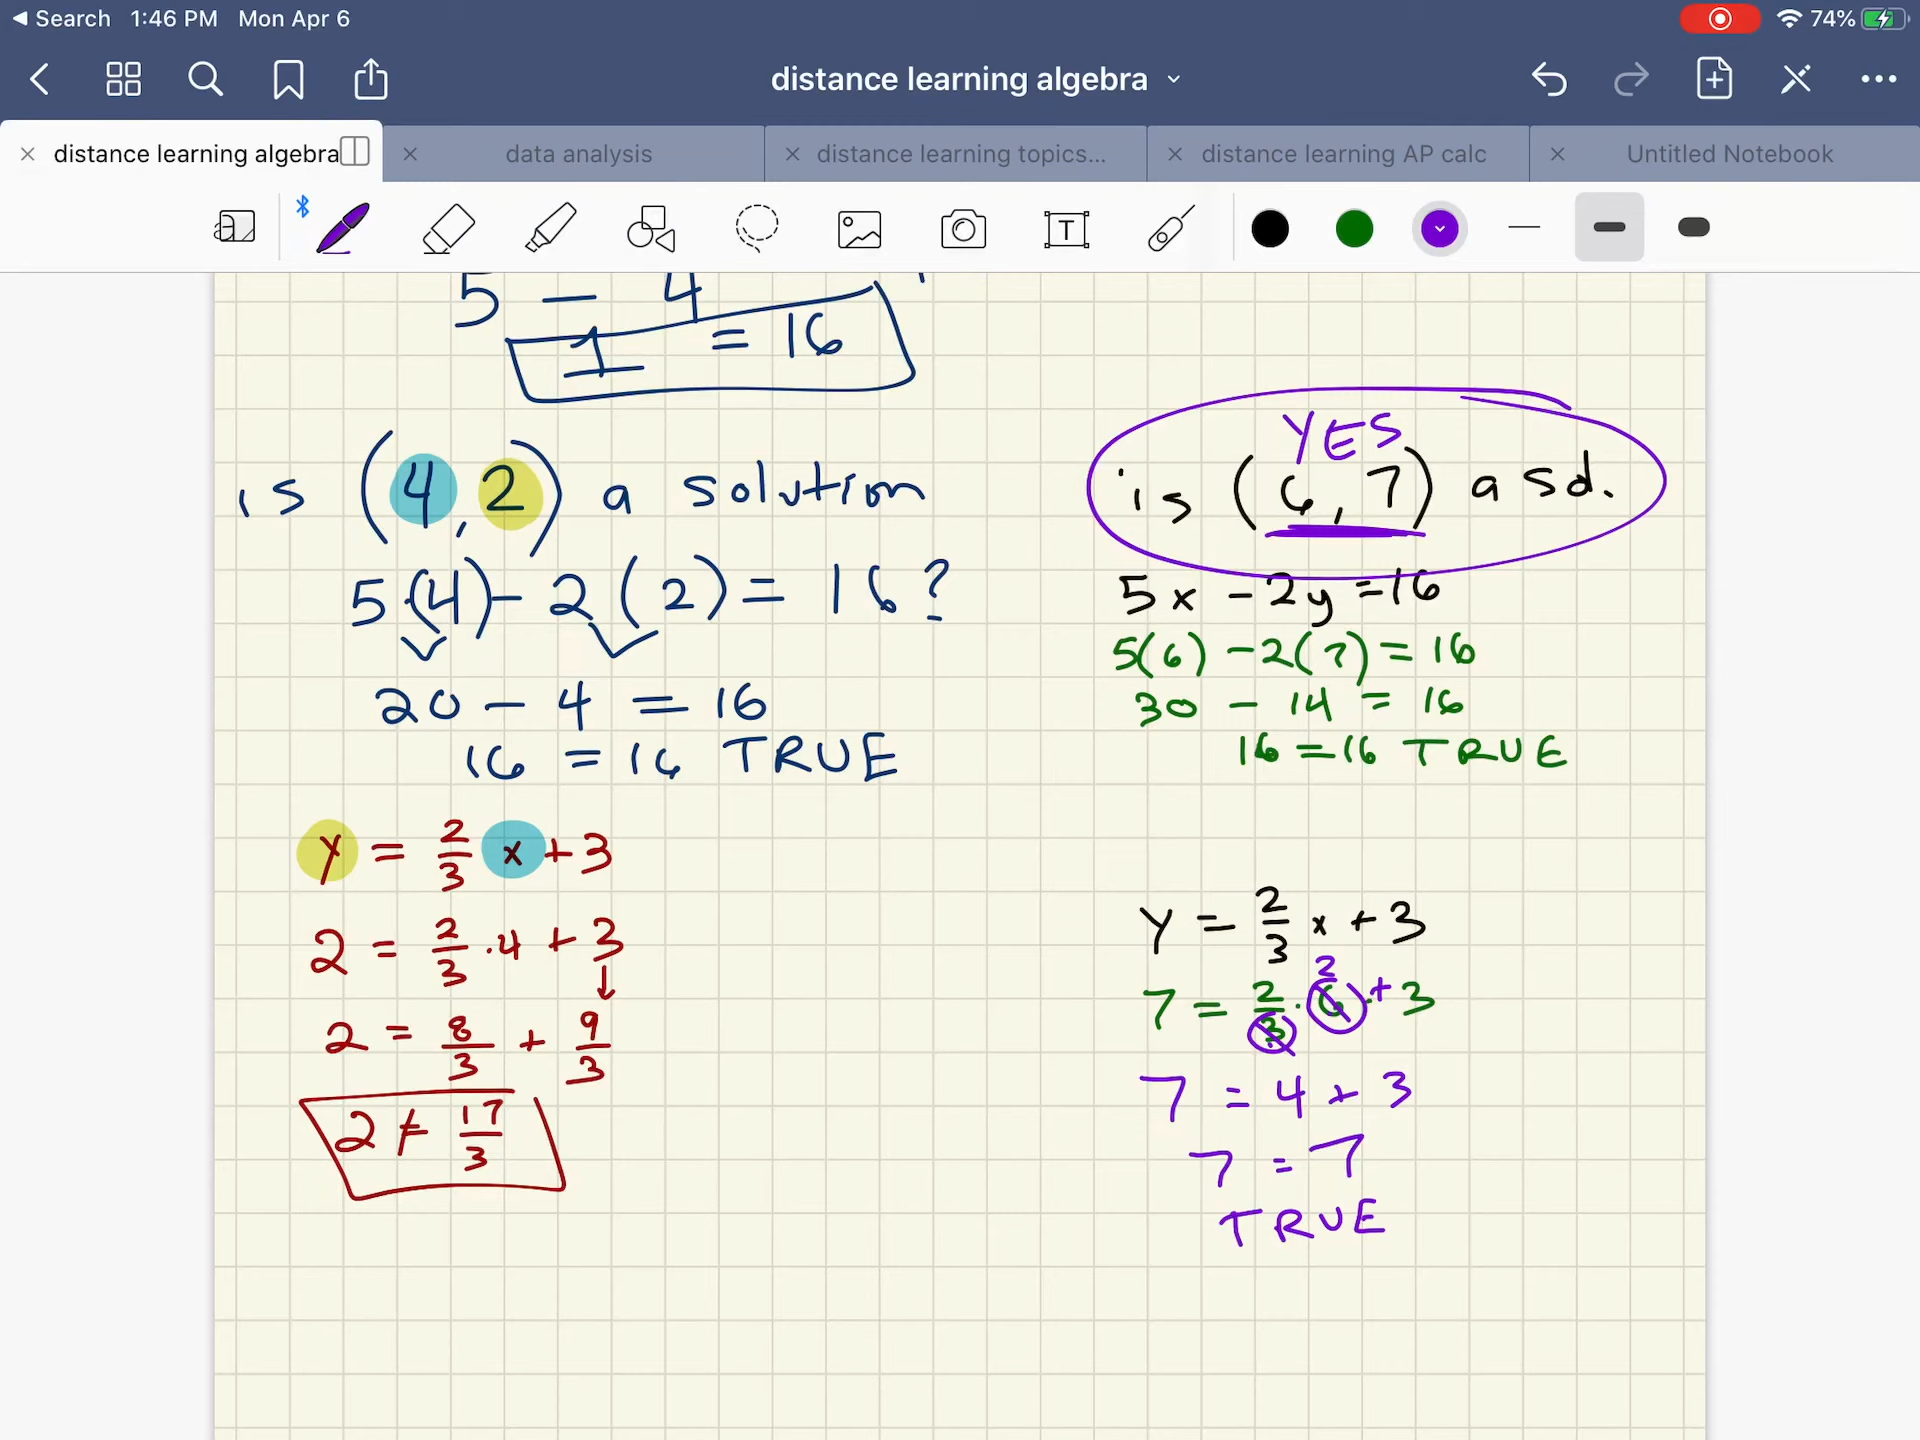 Search 1:46 PM Mon Apr 6 74%
distance learning algebra
distance learning algebra data analysis distance learning topics... distance learning AP calc Untitled Notebook
5 - 4
1 = 16
is (4, 2) a solution
5·(4) - 2(2) = 16?
20 - 4 = 16
16 = 16 TRUE
y = 2/3 x + 3
2 = 2/3 · 4 + 3
2 = 8/3 + 9/3
2 ≠ 17/3
YES
is (6, 7) a sol.
5x - 2y = 16
5(6) - 2(7) = 16
30 - 14 = 16
16 = 16 TRUE
y = 2/3 x + 3
2
7 = 2/3 · 6 + 3
7 = 4 + 3
7 = 7
TRUE